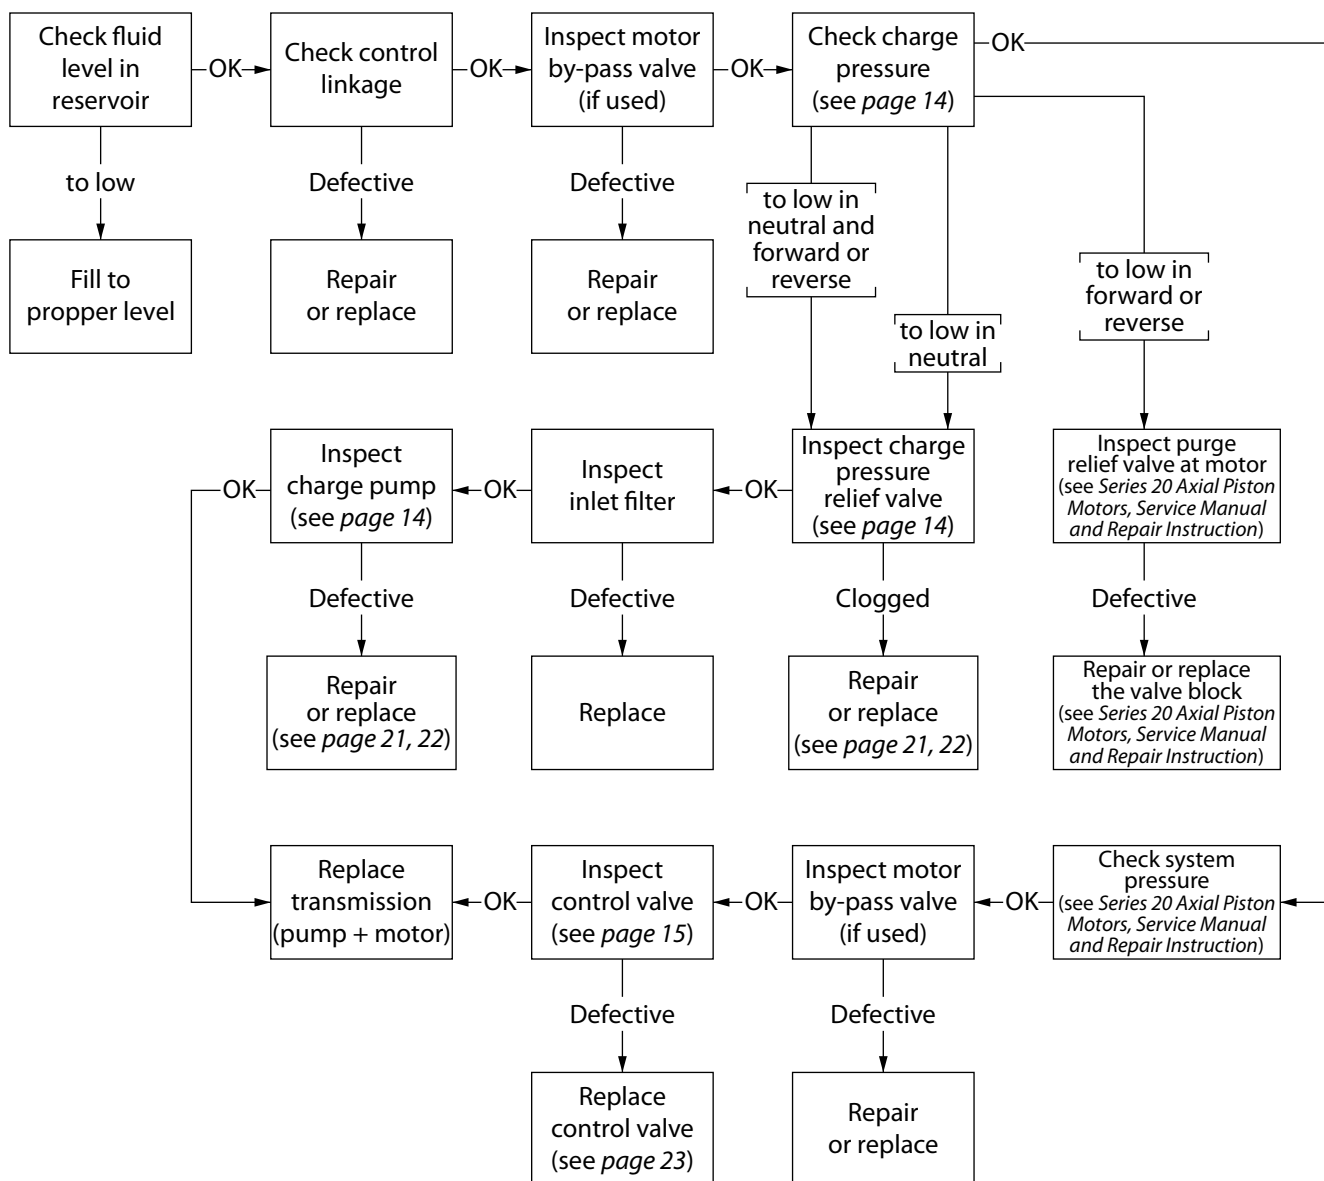 Check fluid
level in
reservoir
OK
Check control
linkage
OK
Inspect motor
by-pass valve
(if used)
OK
Check charge
pressure
(see page 14)
OK
to low
Defective
Defective
to low in
neutral and
forward or
reverse
to low in
neutral
to low in
forward or
reverse
Fill to
propper level
Repair
or replace
Repair
or replace
Inspect
charge pump
(see page 14)
OK
OK
Inspect
inlet filter
OK
Inspect charge
pressure
relief valve
(see page 14)
Inspect purge
relief valve at motor
(see Series 20 Axial Piston
Motors, Service Manual
and Repair Instruction)
Defective
Defective
Clogged
Defective
Repair
or replace
(see page 21, 22)
Replace
Repair
or replace
(see page 21, 22)
Repair or replace
the valve block
(see Series 20 Axial Piston
Motors, Service Manual
and Repair Instruction)
Replace
transmission
(pump + motor)
OK
Inspect
control valve
(see page 15)
OK
Inspect motor
by-pass valve
(if used)
OK
Check system
pressure
(see Series 20 Axial Piston
Motors, Service Manual
and Repair Instruction)
Defective
Defective
Replace
control valve
(see page 23)
Repair
or replace